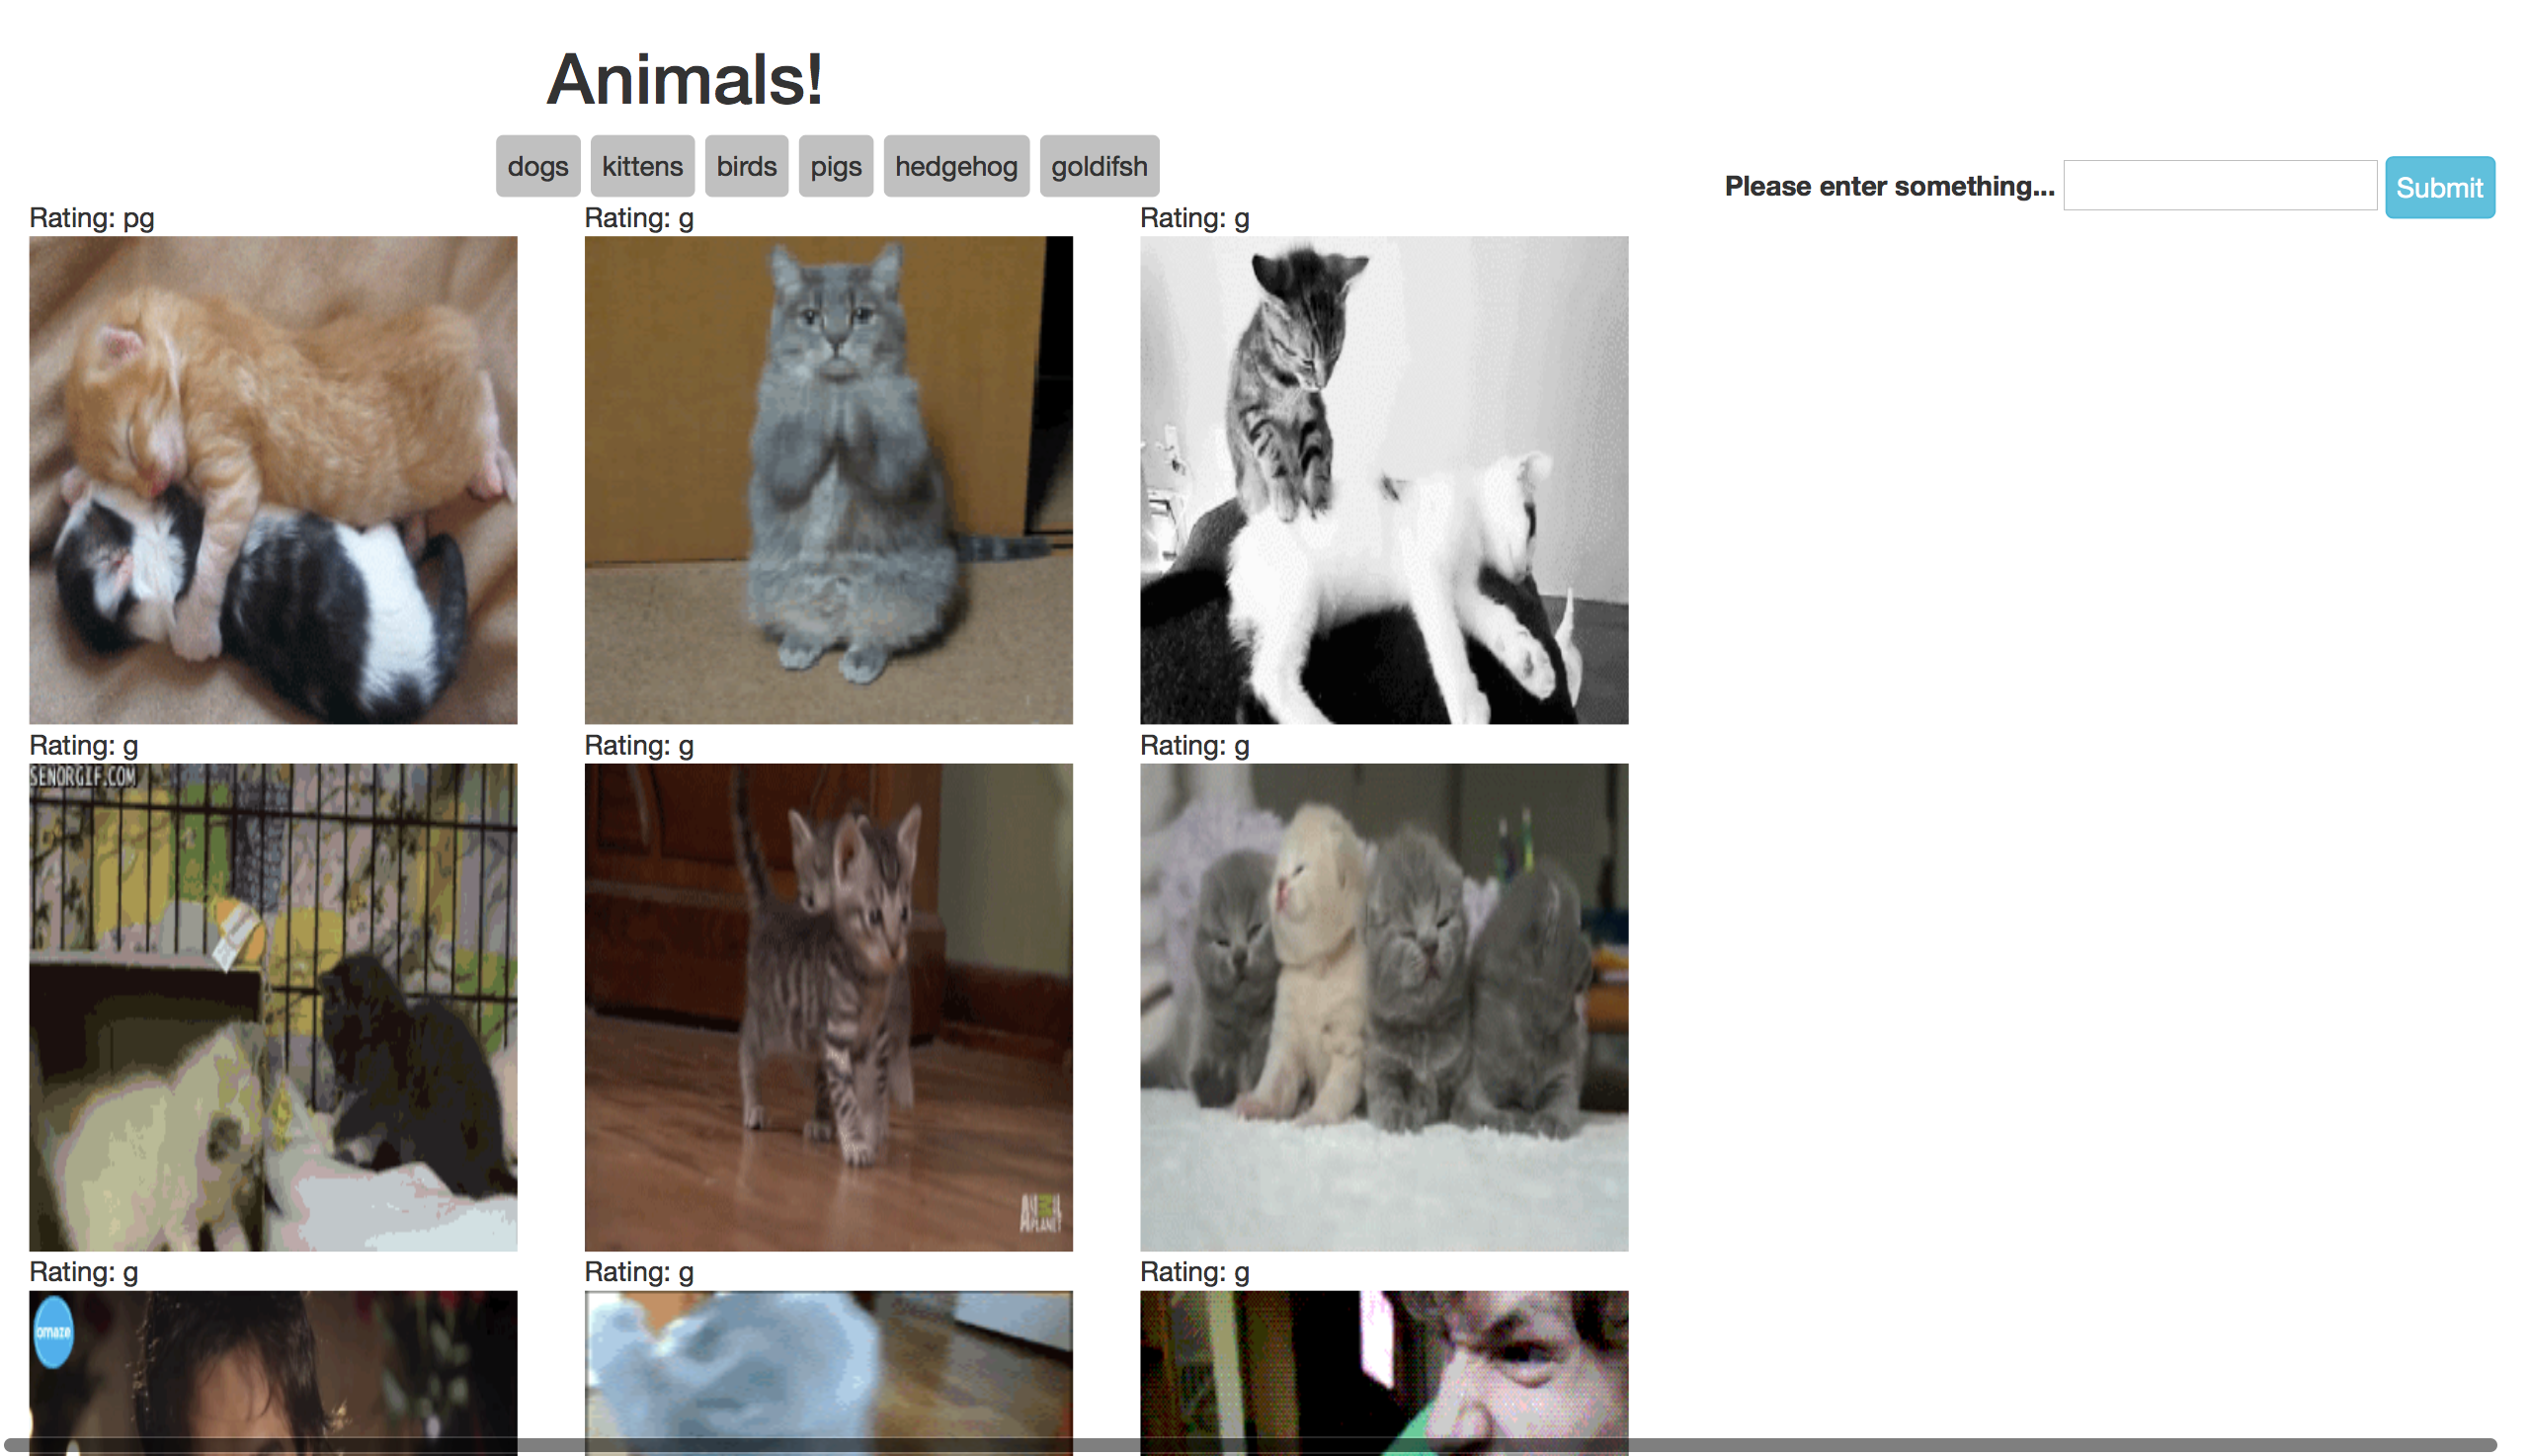 Animals!
dogs kittens birds pigs hedgehog goldifsh
Please enter something... Submit
Rating: pg Rating: g Rating: g
Rating: g Rating: g Rating: g
SENORGIF.COM
ANIMAL
PLANET
Rating: g Rating: g Rating: g
omaze